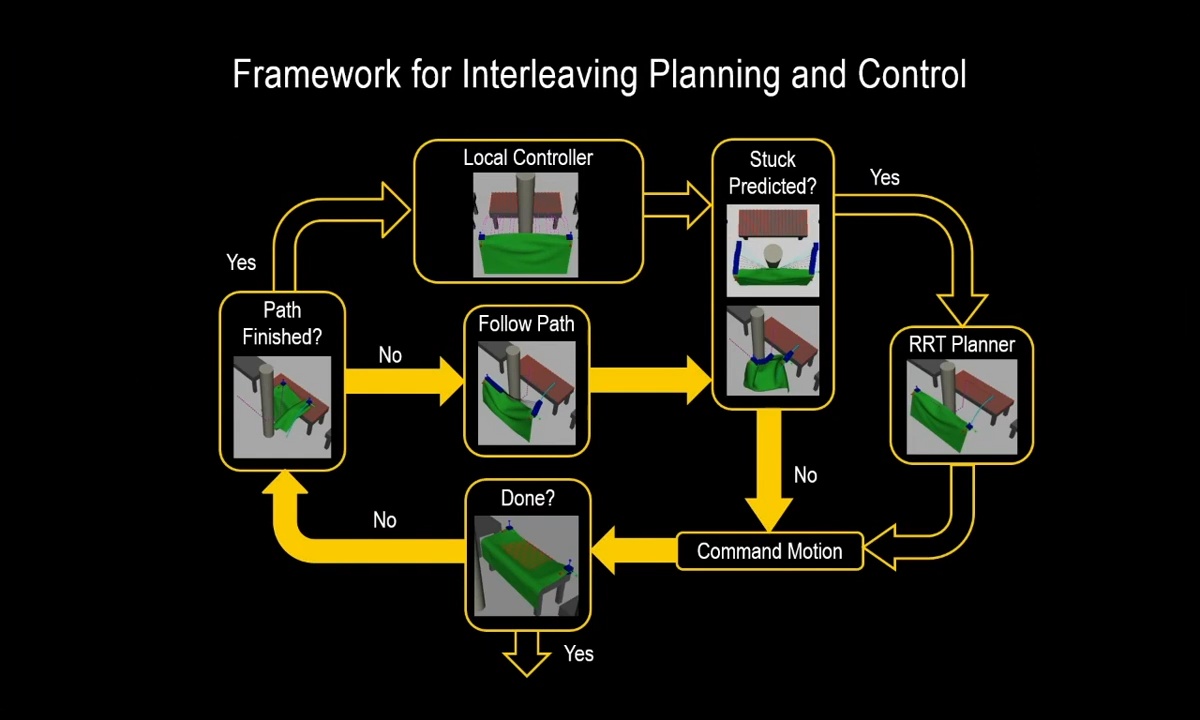 Framework for Interleaving Planning and Control
Local Controller
Stuck
Predicted?
Yes
Yes
Path
Finished?
No
Follow Path
RRT Planner
No
Done?
No
Command Motion
Yes